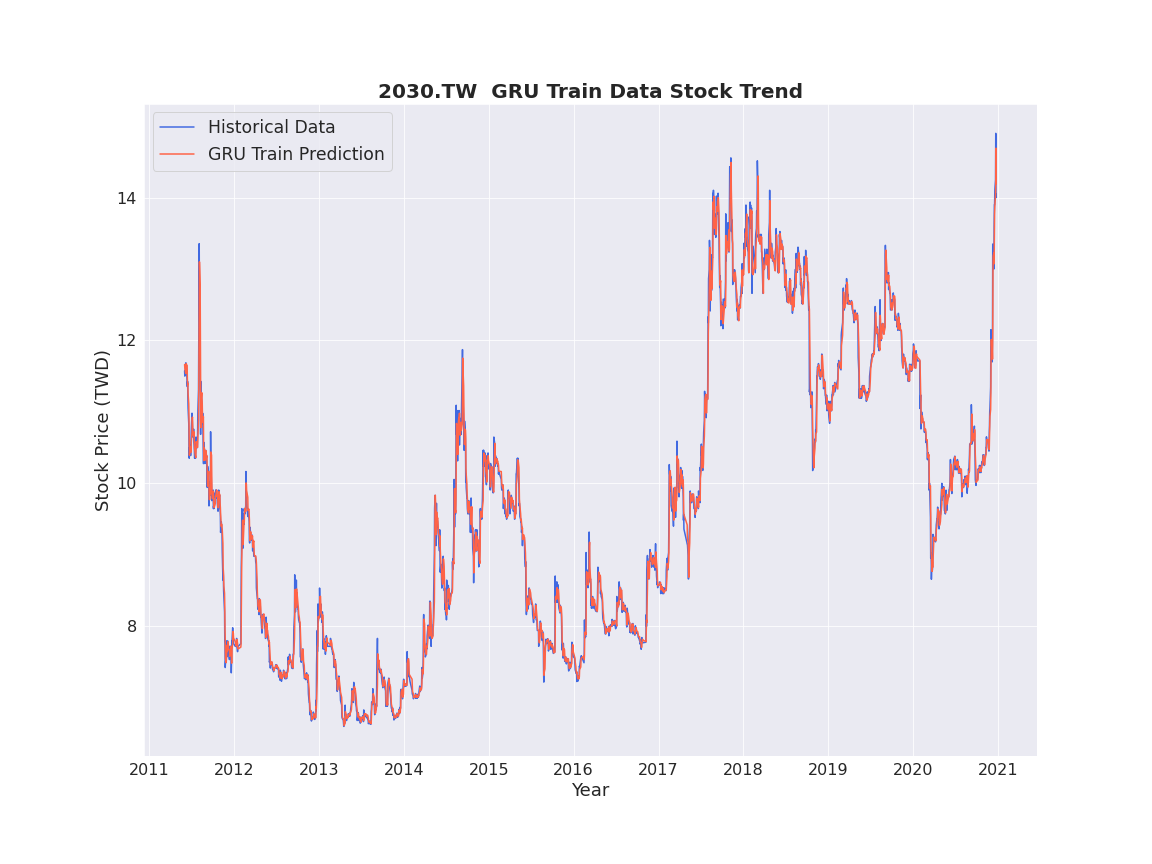 2030.TW  GRU Train Data Stock Trend
Historical Data
GRU Train Prediction
Stock Price (TWD)
14
12
10
8
2011 2012 2013 2014 2015 2016 2017 2018 2019 2020 2021
Year